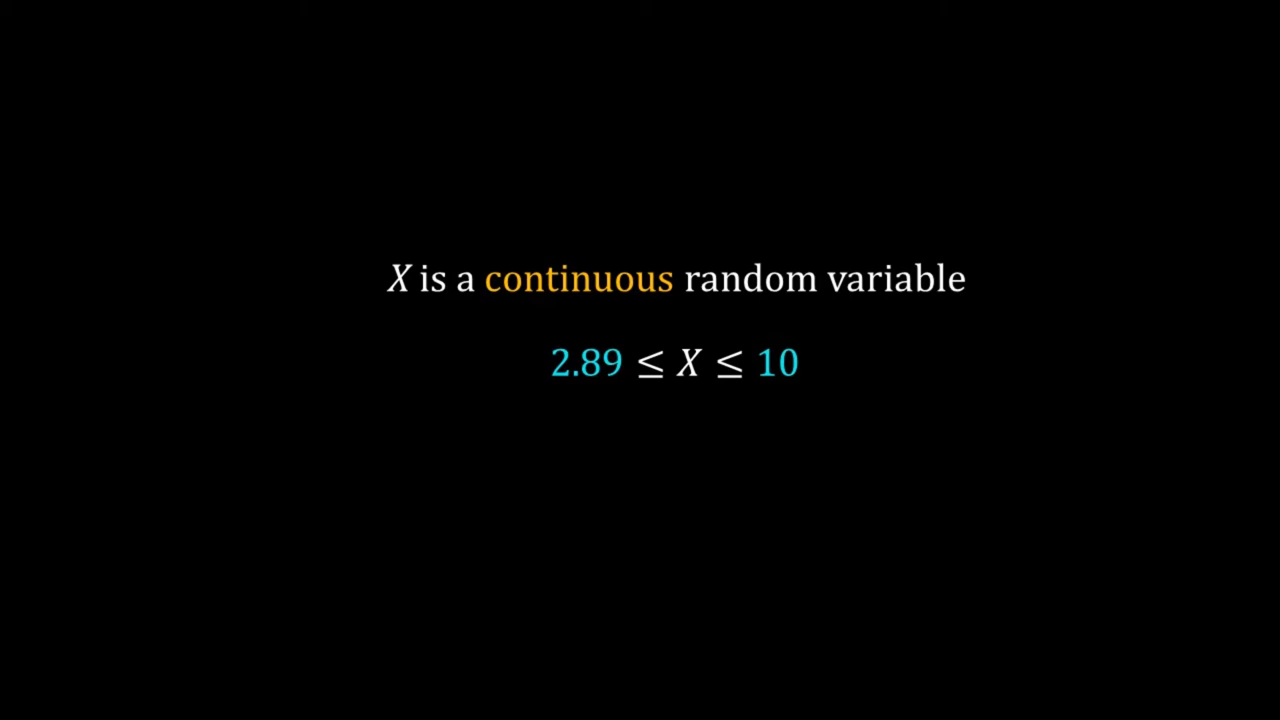 X is a continuous random variable
2.89 ≤ X ≤ 10